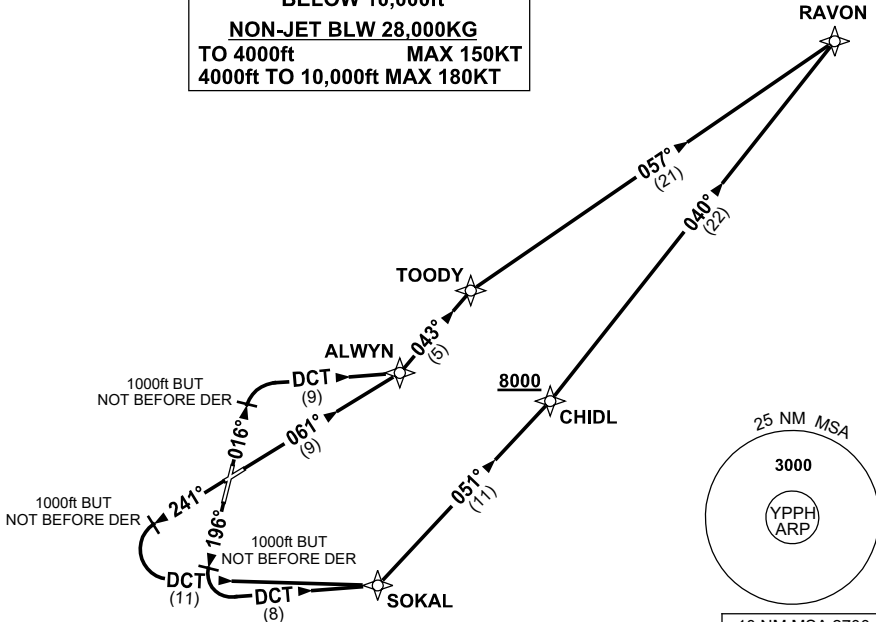 BELOW 10,000ft
NON-JET BLW 28,000KG
TO 4000ft MAX 150KT
4000ft TO 10,000ft MAX 180KT
RAVON
057°
(21)
040°
(22)
TOODY
043°
(5)
ALWYN
1000ft BUT
NOT BEFORE DER
DCT
(9)
8000
CHIDL
061°
(9)
016°
25 NM MSA
3000
YPPH
ARP
051°
(11)
241°
1000ft BUT
NOT BEFORE DER
196°
1000ft BUT
NOT BEFORE DER
DCT
(11)
DCT
(8)
SOKAL